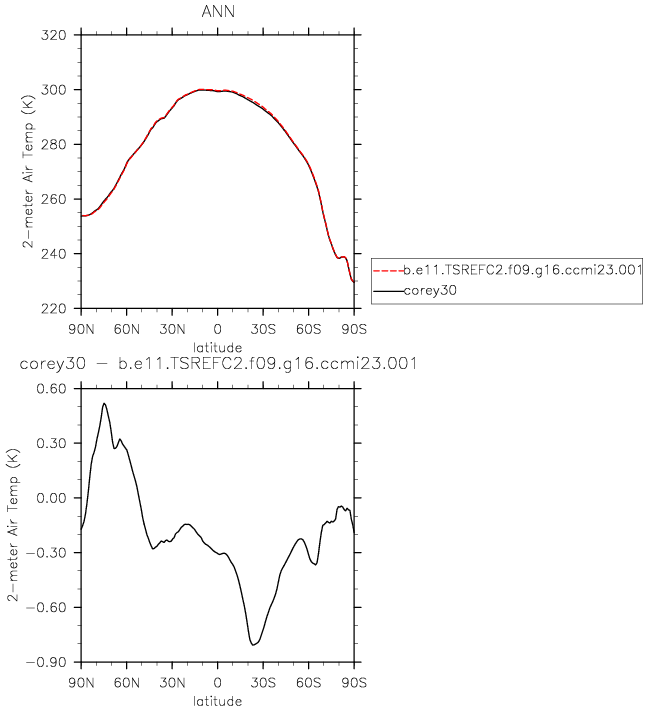 ANN
320
300
280
260
240
220
2-meter Air Temp (K)
90N 60N 30N 0 30S 60S 90S
latitude
b.e11.TSREFC2.f09.g16.ccmi23.001
corey30
corey30 - b.e11.TSREFC2.f09.g16.ccmi23.001
0.60
0.30
0.00
-0.30
-0.60
-0.90
2-meter Air Temp (K)
90N 60N 30N 0 30S 60S 90S
latitude